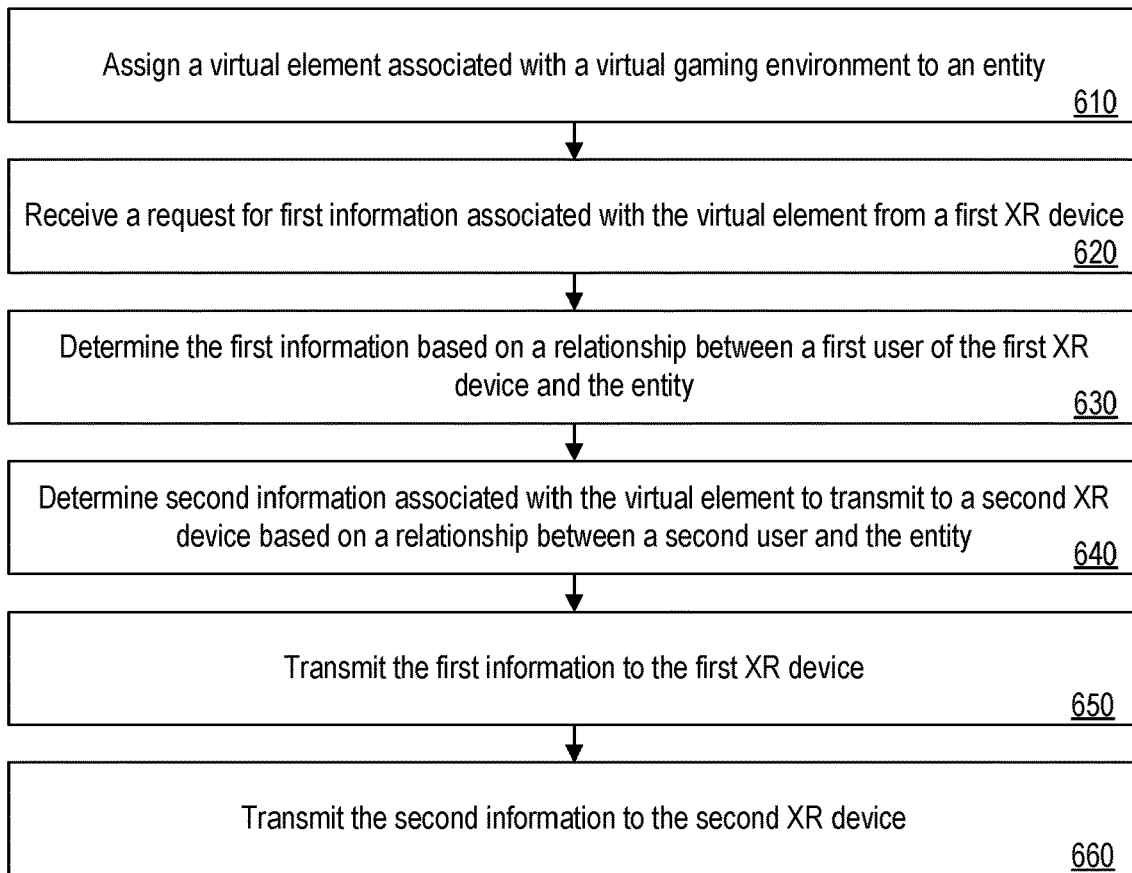 Assign a virtual element associated with a virtual gaming environment to an entity
610
Receive a request for first information associated with the virtual element from a first XR device
620
Determine the first information based on a relationship between a first user of the first XR
device and the entity
630
Determine second information associated with the virtual element to transmit to a second XR
device based on a relationship between a second user and the entity
640
Transmit the first information to the first XR device
650
Transmit the second information to the second XR device
660